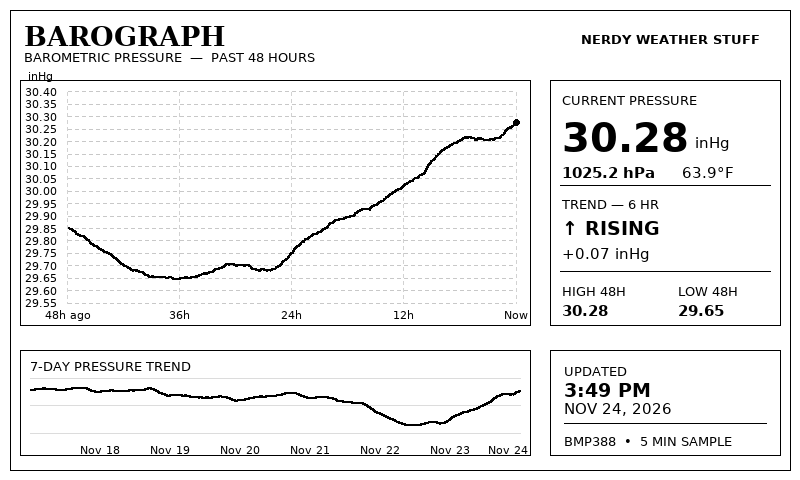 BAROGRAPH
BAROMETRIC PRESSURE — PAST 48 HOURS
NERDY WEATHER STUFF
inHg
30.40
30.35
30.30
30.25
30.20
30.15
30.10
30.05
30.00
29.95
29.90
29.85
29.80
29.75
29.70
29.65
29.60
29.55
48h ago 36h 24h 12h Now
CURRENT PRESSURE
30.28 inHg
1025.2 hPa 63.9°F
TREND — 6 HR
↑ RISING
+0.07 inHg
HIGH 48H LOW 48H
30.28 29.65
7-DAY PRESSURE TREND
Nov 18 Nov 19 Nov 20 Nov 21 Nov 22 Nov 23 Nov 24
UPDATED
3:49 PM
NOV 24, 2026
BMP388 • 5 MIN SAMPLE